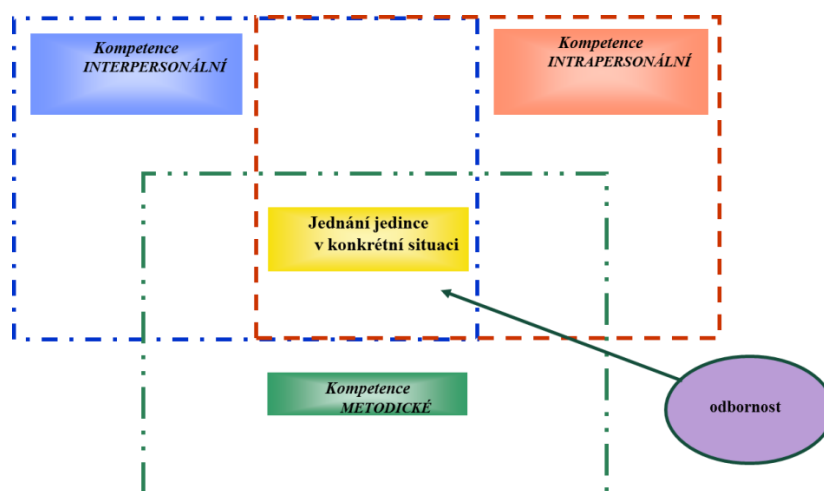 Kompetence
INTERPERSONÁLNÍ
Kompetence
INTRAPERSONÁLNÍ
Jednání jedince
v konkrétní situaci
Kompetence
METODICKÉ
odbornost